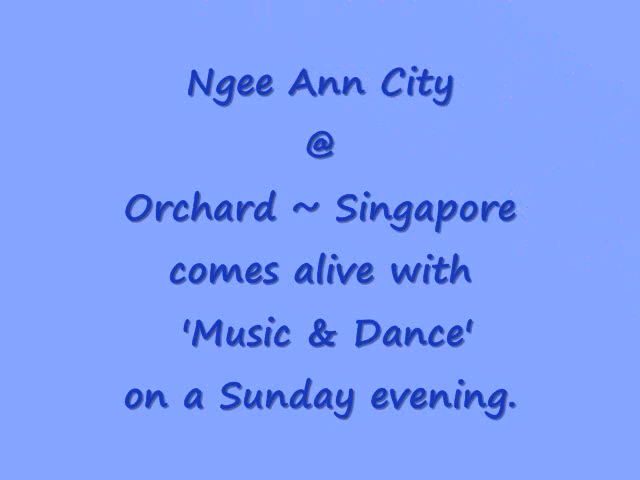 Ngee Ann City
@
Orchard ~ Singapore
comes alive with
'Music & Dance'
on a Sunday evening.